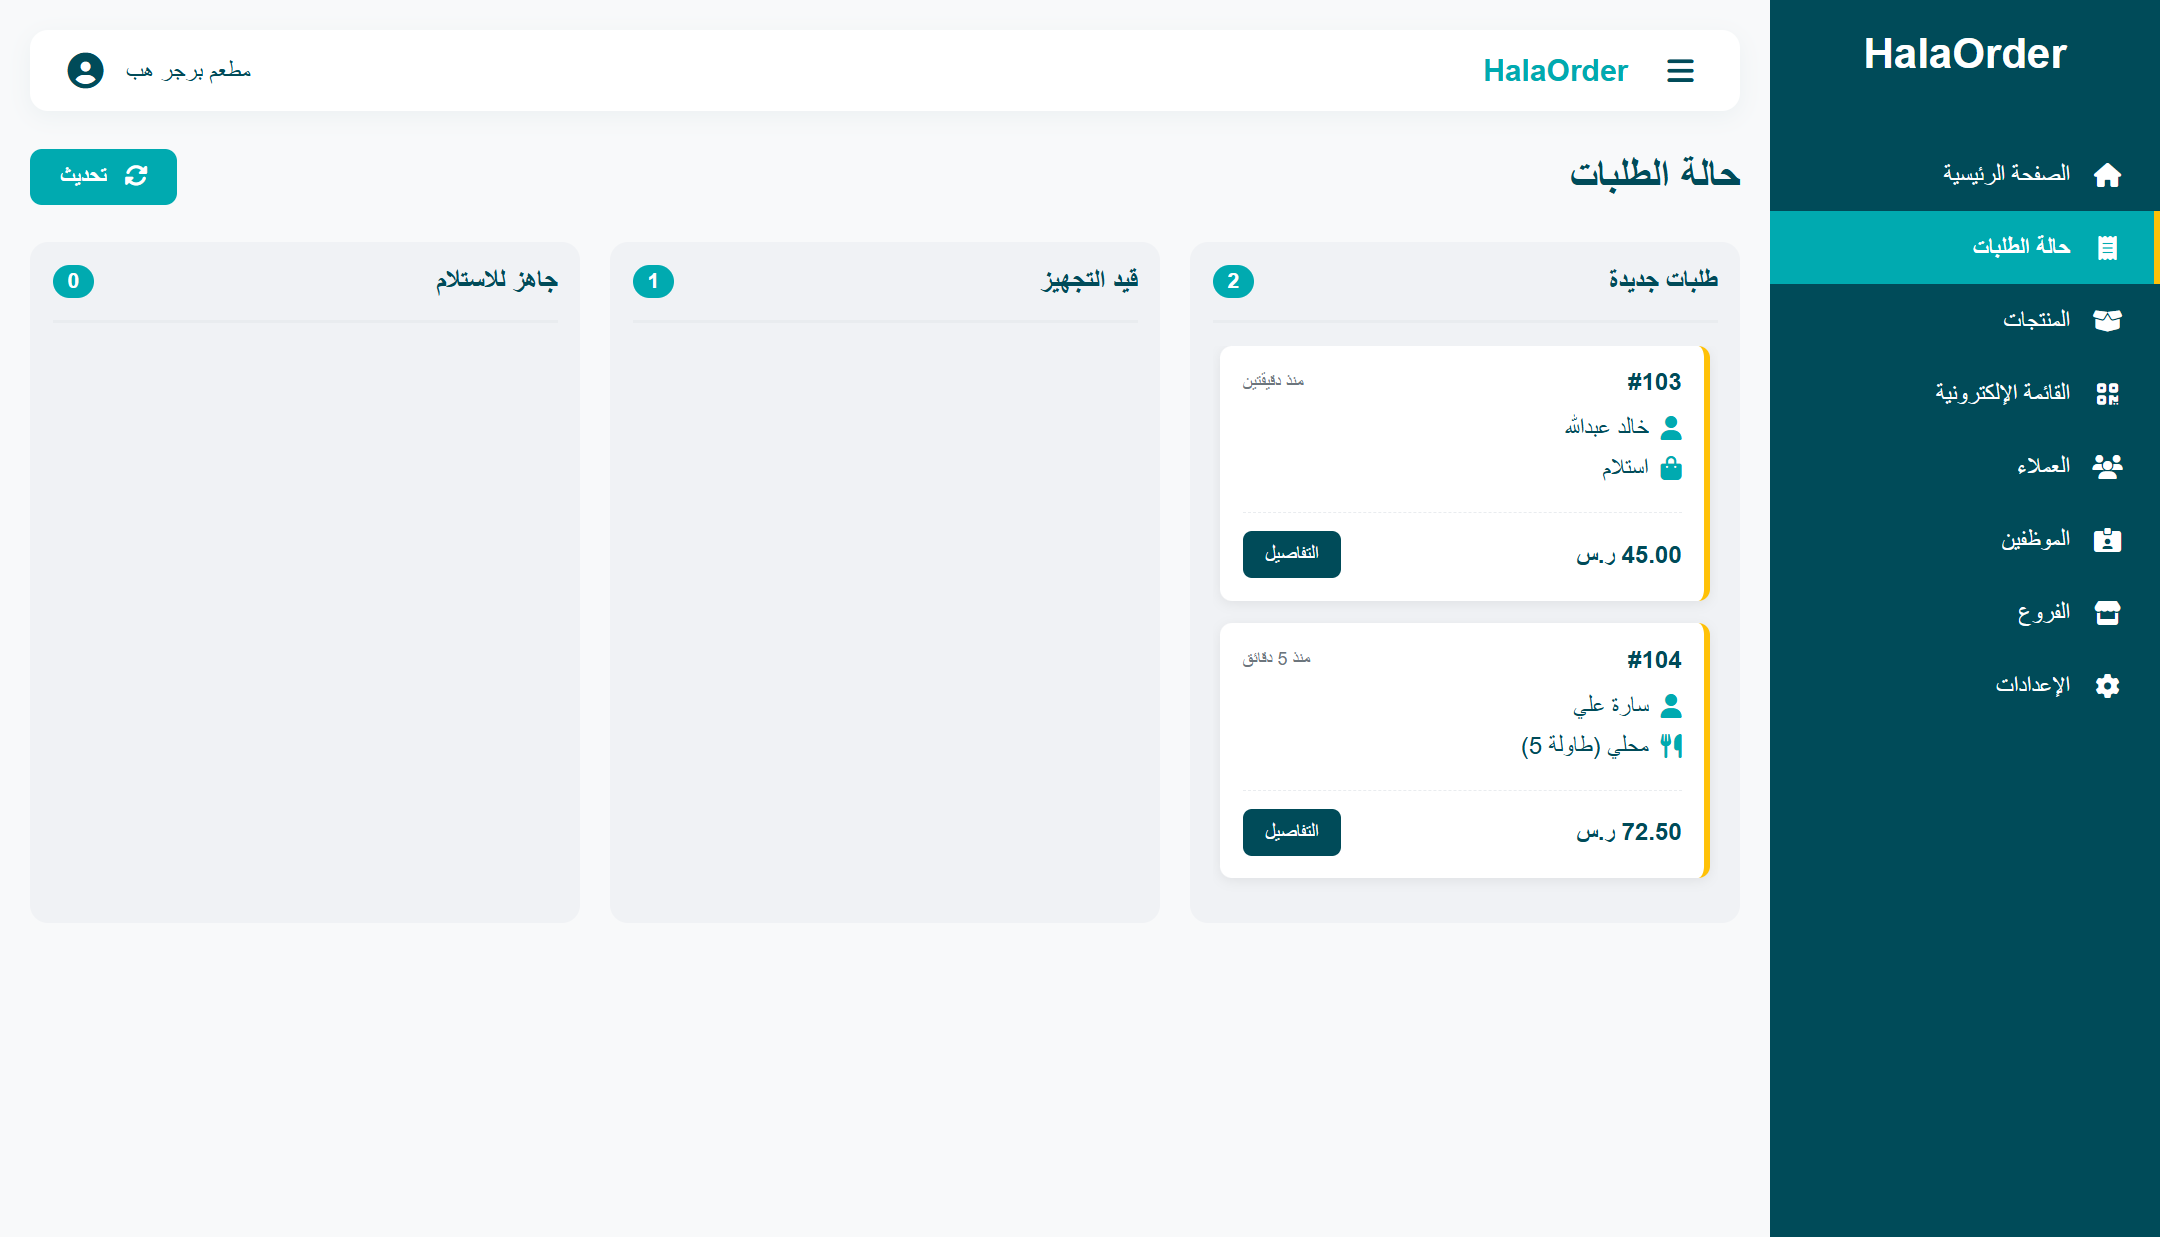 HalaOrder
الصفحة الرئيسية
حالة الطلبات
المنتجات
القائمة الإلكترونية
العملاء
الموظفين
الفروع
الإعدادات
HalaOrder
مطعم برجر هب
حالة الطلبات
تحديث
طلبات جديدة
2
#103
منذ دقيقتين
خالد عبدالله
استلام
45.00 ر.س
التفاصيل
#104
منذ 5 دقائق
سارة علي
محلي (طاولة 5)
72.50 ر.س
التفاصيل
قيد التجهيز
1
جاهز للاستلام
0